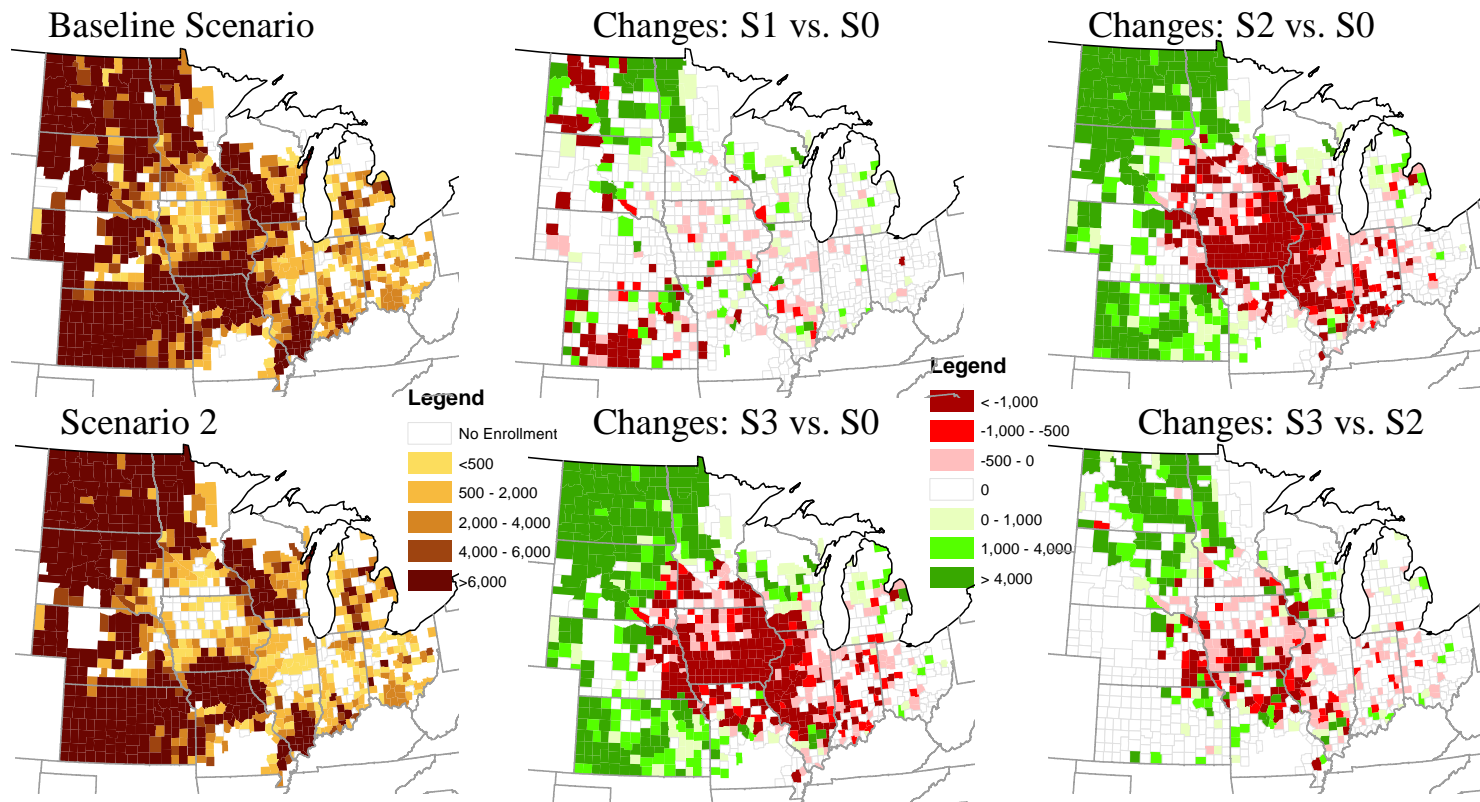 Baseline Scenario
Changes: S1 vs. S0
Changes: S2 vs. S0
Legend
< -1,000
-1,000 - -500
-500 - 0
0
0 - 1,000
1,000 - 4,000
> 4,000
Scenario 2
Legend
No Enrollment
<500
500 - 2,000
2,000 - 4,000
4,000 - 6,000
>6,000
Changes: S3 vs. S0
Changes: S3 vs. S2